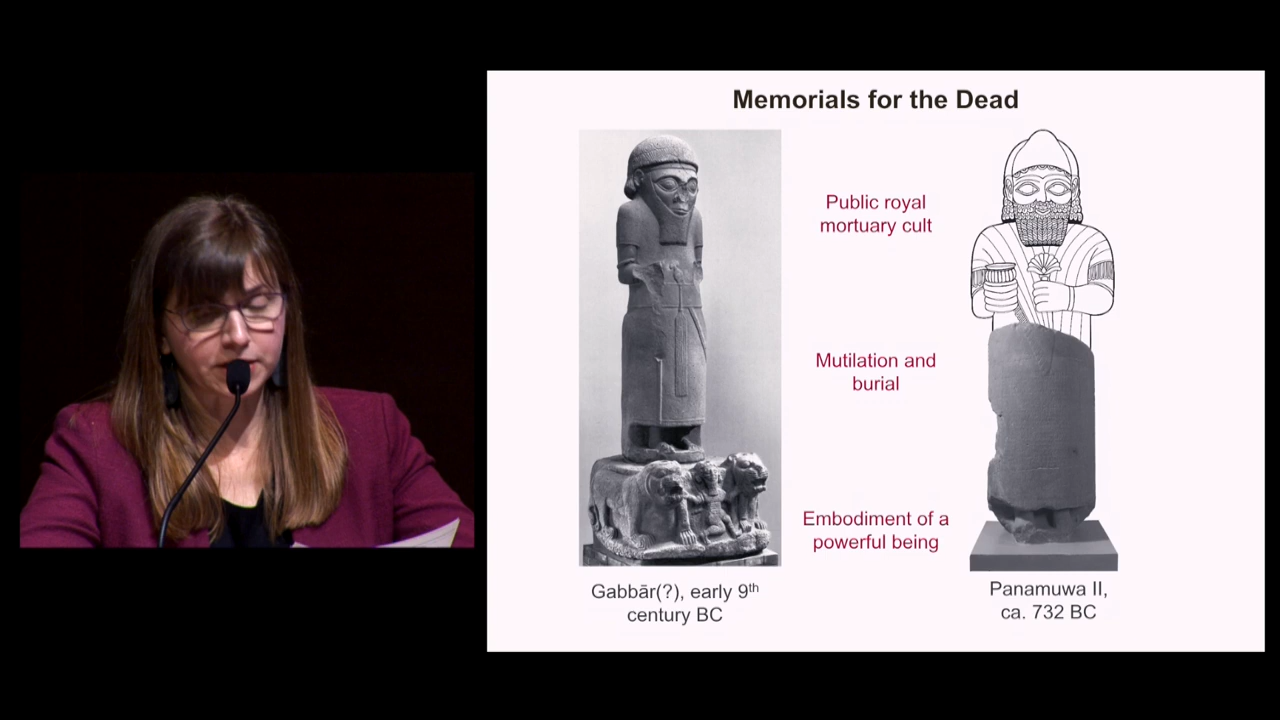 Memorials for the Dead
Public royal
mortuary cult
Mutilation and
burial
Embodiment of a
powerful being
Gabbār(?), early 9th
century BC
Panamuwa II,
ca. 732 BC